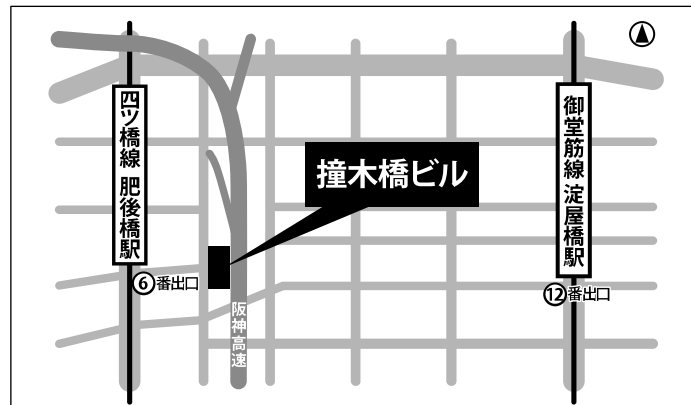 四ツ橋線 肥後橋駅
撞木橋ビル
御堂筋線 淀屋橋駅
⑥番出口
⑫番出口
阪神高速